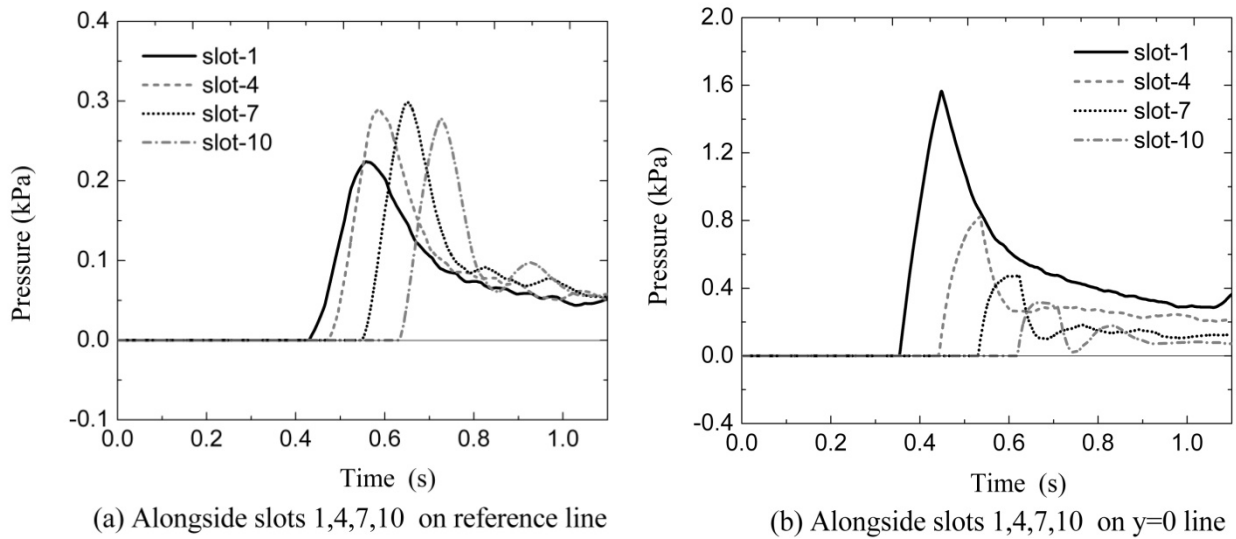 0.4
0.3
0.2
0.1
0.0
-0.1
Pressure (kPa)
slot-1
slot-4
slot-7
slot-10
0.0 0.2 0.4 0.6 0.8 1.0
Time (s)
(a) Alongside slots 1,4,7,10 on reference line
2.0
1.6
1.2
0.8
0.4
0.0
-0.4
Pressure (kPa)
slot-1
slot-4
slot-7
slot-10
0.0 0.2 0.4 0.6 0.8 1.0
Time (s)
(b) Alongside slots 1,4,7,10 on y=0 line